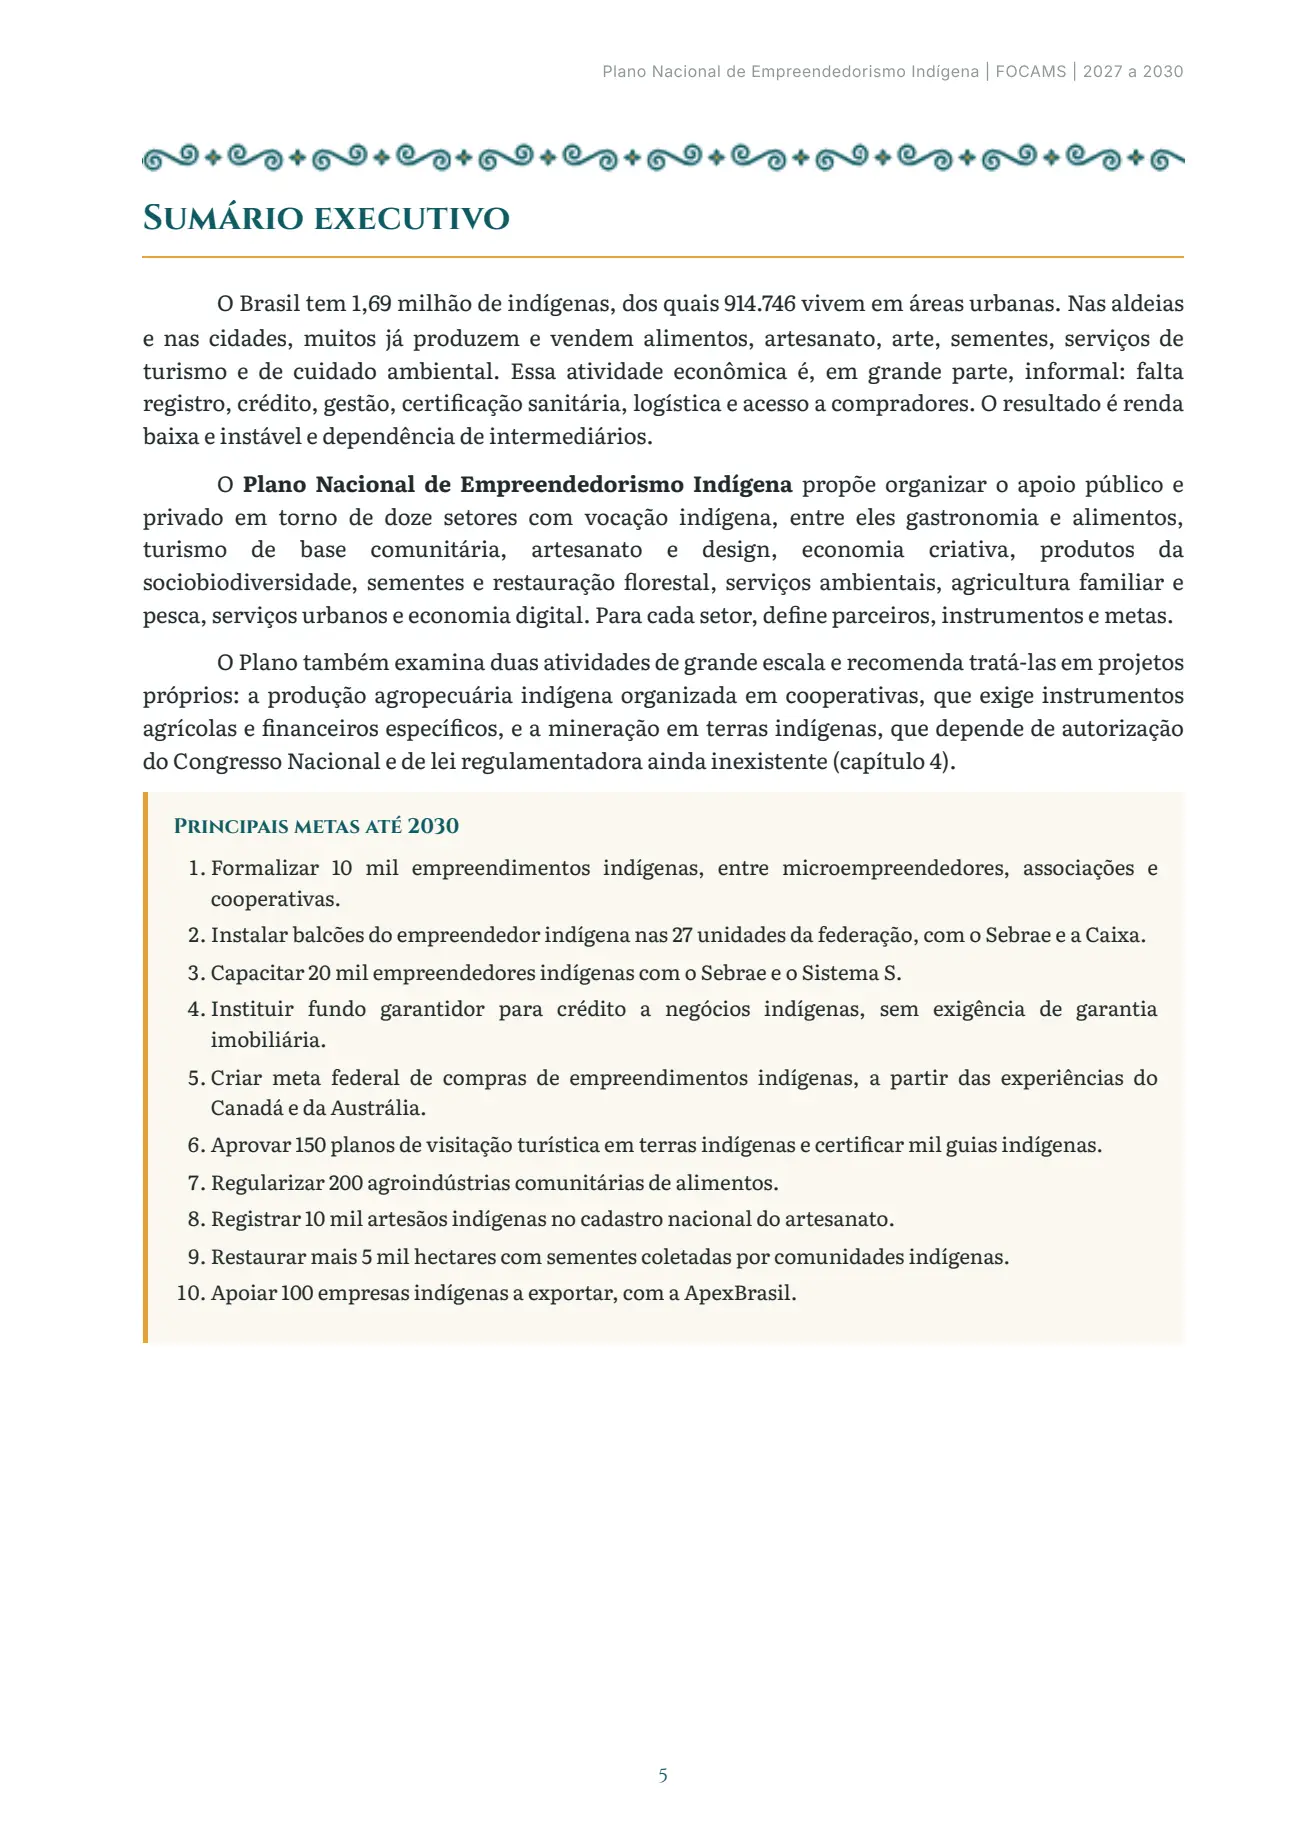 Plano Nacional de Empreendedorismo Indígena | FOCAMS | 2027 a 2030
Sumário executivo
O Brasil tem 1,69 milhão de indígenas, dos quais 914.746 vivem em áreas urbanas. Nas aldeias
e nas cidades, muitos já produzem e vendem alimentos, artesanato, arte, sementes, serviços de
turismo e de cuidado ambiental. Essa atividade econômica é, em grande parte, informal: falta
registro, crédito, gestão, certificação sanitária, logística e acesso a compradores. O resultado é renda
baixa e instável e dependência de intermediários.
O Plano Nacional de Empreendedorismo Indígena propõe organizar o apoio público e
privado em torno de doze setores com vocação indígena, entre eles gastronomia e alimentos,
turismo de base comunitária, artesanato e design, economia criativa, produtos da
sociobiodiversidade, sementes e restauração florestal, serviços ambientais, agricultura familiar e
pesca, serviços urbanos e economia digital. Para cada setor, define parceiros, instrumentos e metas.
O Plano também examina duas atividades de grande escala e recomenda tratá-las em projetos
próprios: a produção agropecuária indígena organizada em cooperativas, que exige instrumentos
agrícolas e financeiros específicos, e a mineração em terras indígenas, que depende de autorização
do Congresso Nacional e de lei regulamentadora ainda inexistente (capítulo 4).
Principais metas até 2030
1. Formalizar 10 mil empreendimentos indígenas, entre microempreendedores, associações e
cooperativas.
2. Instalar balcões do empreendedor indígena nas 27 unidades da federação, com o Sebrae e a Caixa.
3. Capacitar 20 mil empreendedores indígenas com o Sebrae e o Sistema S.
4. Instituir fundo garantidor para crédito a negócios indígenas, sem exigência de garantia
imobiliária.
5. Criar meta federal de compras de empreendimentos indígenas, a partir das experiências do
Canadá e da Austrália.
6. Aprovar 150 planos de visitação turística em terras indígenas e certificar mil guias indígenas.
7. Regularizar 200 agroindústrias comunitárias de alimentos.
8. Registrar 10 mil artesãos indígenas no cadastro nacional do artesanato.
9. Restaurar mais 5 mil hectares com sementes coletadas por comunidades indígenas.
10. Apoiar 100 empresas indígenas a exportar, com a ApexBrasil.
5